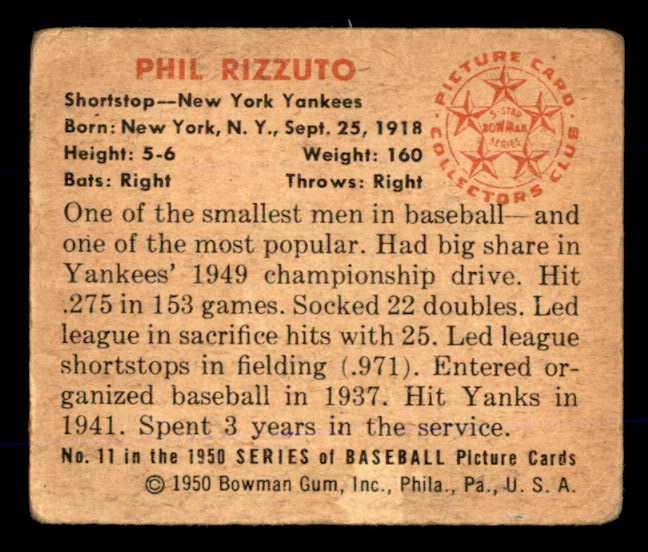 PHIL RIZZUTO
Shortstop—New York Yankees
Born: New York, N. Y., Sept. 25, 1918
Height: 5-6 Weight: 160
Bats: Right Throws: Right
PICTURE CARD
COLLECTORS CLUB
5-STAR
BOWMAN
SERIES
One of the smallest men in baseball—and
one of the most popular. Had big share in
Yankees' 1949 championship drive. Hit
.275 in 153 games. Socked 22 doubles. Led
league in sacrifice hits with 25. Led league
shortstops in fielding (.971). Entered or-
ganized baseball in 1937. Hit Yanks in
1941. Spent 3 years in the service.
No. 11 in the 1950 SERIES of BASEBALL Picture Cards
© 1950 Bowman Gum, Inc., Phila., Pa., U. S. A.